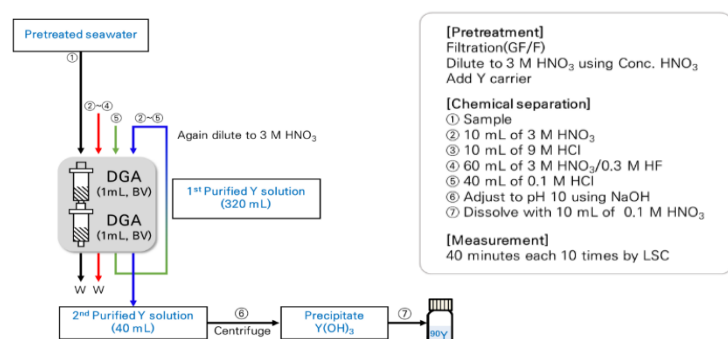 Pretreated seawater
①
②~④
⑤
②~⑤
Again dilute to 3 M HNO₃
DGA
(1mL, BV)
DGA
(1mL, BV)
1st Purified Y solution
(320 mL)
W W
2nd Purified Y solution
(40 mL)
⑥
Centrifuge
Precipitate
Y(OH)₃
⑦
90Y
[Pretreatment]
Filtration(GF/F)
Dilute to 3 M HNO₃ using Conc. HNO₃
Add Y carrier
[Chemical separation]
① Sample
② 10 mL of 3 M HNO₃
③ 10 mL of 9 M HCl
④ 60 mL of 3 M HNO₃/0.3 M HF
⑤ 40 mL of 0.1 M HCl
⑥ Adjust to pH 10 using NaOH
⑦ Dissolve with 10 mL of 0.1 M HNO₃
[Measurement]
40 minutes each 10 times by LSC